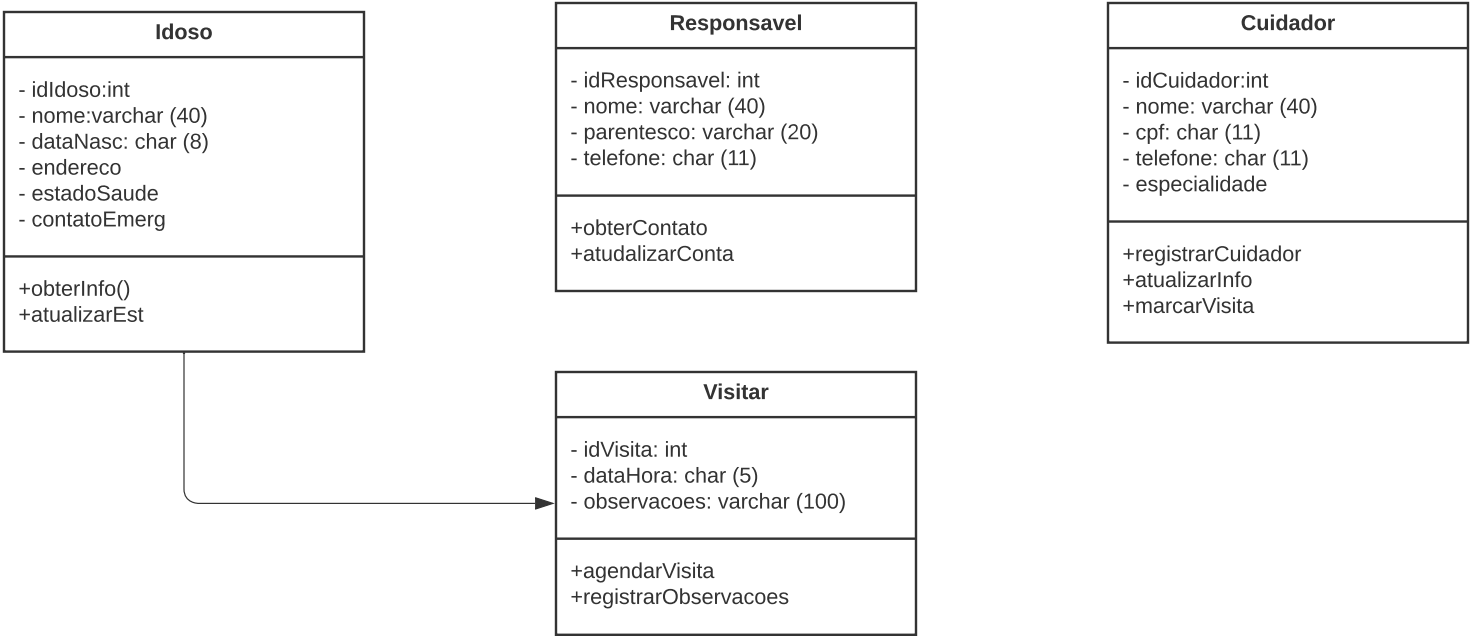 Idoso
- idIdoso:int
- nome:varchar (40)
- dataNasc: char (8)
- endereco
- estadoSaude
- contatoEmerg
+obterInfo()
+atualizarEst
Responsavel
- idResponsavel: int
- nome: varchar (40)
- parentesco: varchar (20)
- telefone: char (11)
+obterContato
+atudalizarConta
Cuidador
- idCuidador:int
- nome: varchar (40)
- cpf: char (11)
- telefone: char (11)
- especialidade
+registrarCuidador
+atualizarInfo
+marcarVisita
Visitar
- idVisita: int
- dataHora: char (5)
- observacoes: varchar (100)
+agendarVisita
+registrarObservacoes